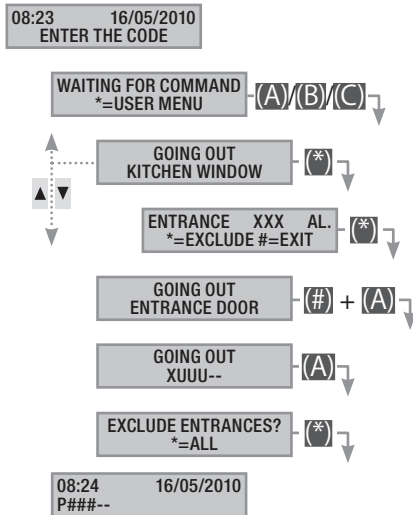 08:23 16/05/2010
ENTER THE CODE
WAITING FOR COMMAND
*=USER MENU
(A)/(B)/(C)
GOING OUT
KITCHEN WINDOW
(*)
▲ ▼
ENTRANCE XXX AL.
*=EXCLUDE #=EXIT
(*)
GOING OUT
ENTRANCE DOOR
(#) + (A)
GOING OUT
XUUU--
(A)
EXCLUDE ENTRANCES?
*=ALL
(*)
08:24 16/05/2010
P###--